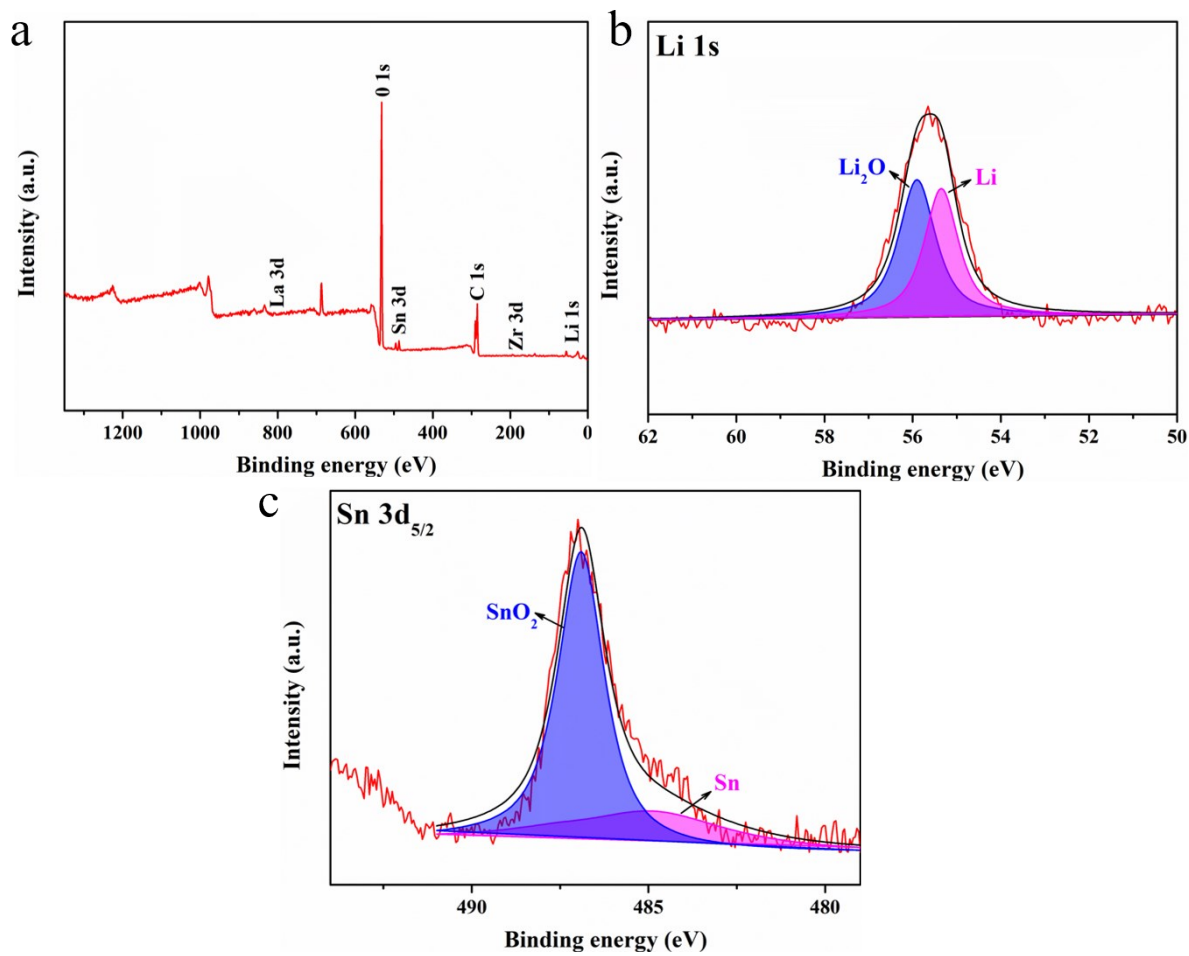 a
Intensity (a.u.)
La 3d
0 1s
Sn 3d
C 1s
Zr 3d
Li 1s
1200 1000 800 600 400 200 0
Binding energy (eV)
b
Li 1s
Intensity (a.u.)
Li₂O
Li
62 60 58 56 54 52 50
Binding energy (eV)
c
Sn 3d₅/₂
Intensity (a.u.)
SnO₂
Sn
490 485 480
Binding energy (eV)